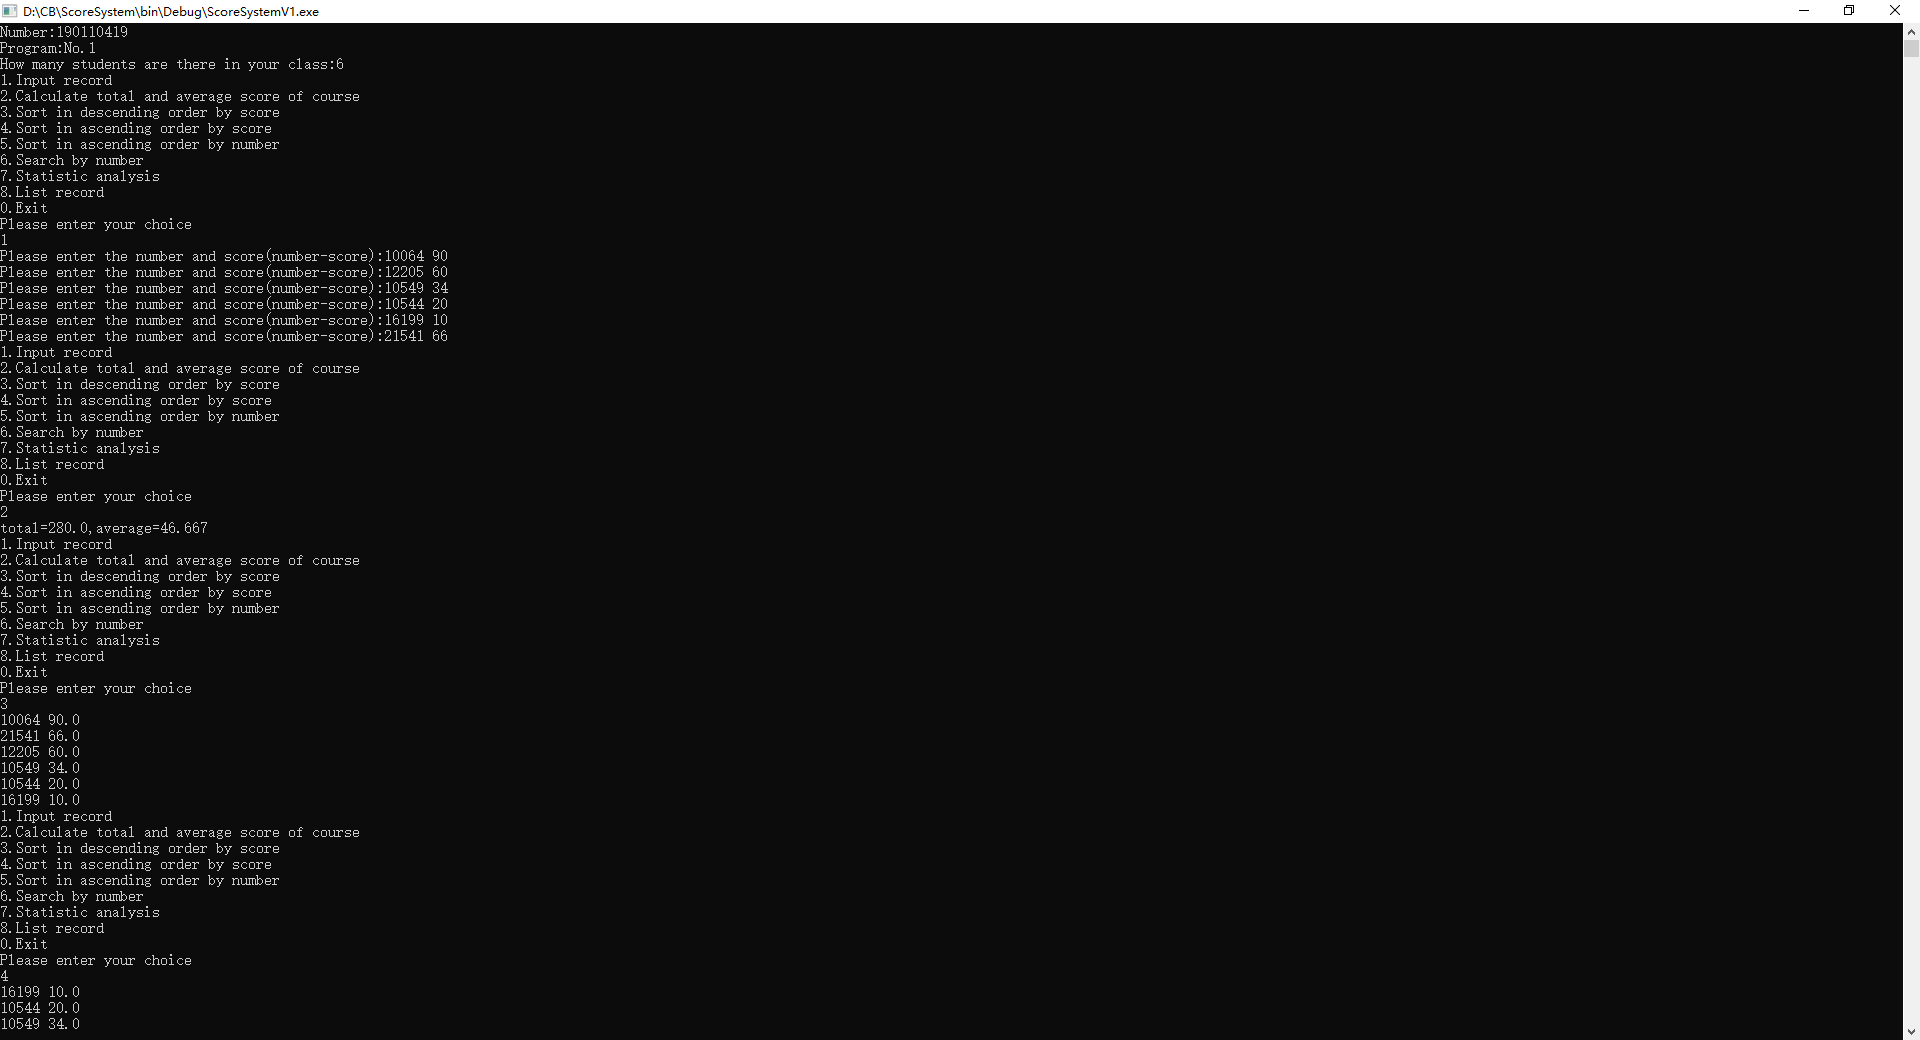 D:\CB\ScoreSystem\bin\Debug\ScoreSystemV1.exe
Number:190110419
Program:No.1
How many students are there in your class:6
1.Input record
2.Calculate total and average score of course
3.Sort in descending order by score
4.Sort in ascending order by score
5.Sort in ascending order by number
6.Search by number
7.Statistic analysis
8.List record
0.Exit
Please enter your choice
1
Please enter the number and score(number-score):10064 90
Please enter the number and score(number-score):12205 60
Please enter the number and score(number-score):10549 34
Please enter the number and score(number-score):10544 20
Please enter the number and score(number-score):16199 10
Please enter the number and score(number-score):21541 66
1.Input record
2.Calculate total and average score of course
3.Sort in descending order by score
4.Sort in ascending order by score
5.Sort in ascending order by number
6.Search by number
7.Statistic analysis
8.List record
0.Exit
Please enter your choice
2
total=280.0,average=46.667
1.Input record
2.Calculate total and average score of course
3.Sort in descending order by score
4.Sort in ascending order by score
5.Sort in ascending order by number
6.Search by number
7.Statistic analysis
8.List record
0.Exit
Please enter your choice
3
10064 90.0
21541 66.0
12205 60.0
10549 34.0
10544 20.0
16199 10.0
1.Input record
2.Calculate total and average score of course
3.Sort in descending order by score
4.Sort in ascending order by score
5.Sort in ascending order by number
6.Search by number
7.Statistic analysis
8.List record
0.Exit
Please enter your choice
4
16199 10.0
10544 20.0
10549 34.0